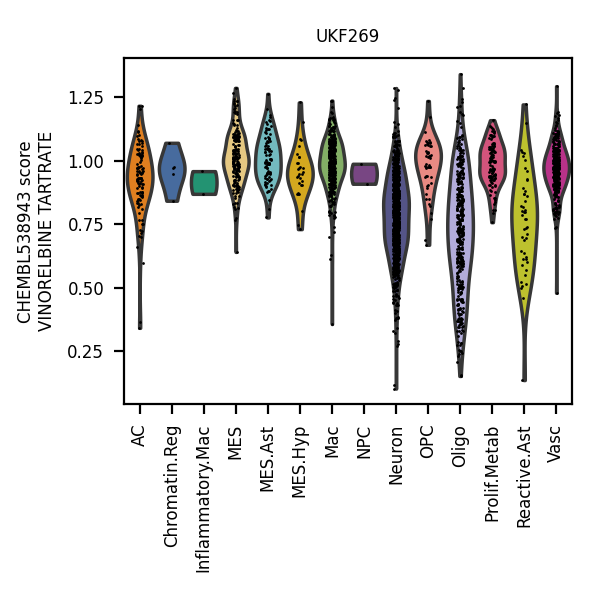 UKF269
CHEMBL538943 score
VINORELBINE TARTRATE
1.25
1.00
0.75
0.50
0.25
AC
Chromatin.Reg
Inflammatory.Mac
MES
MES.Ast
MES.Hyp
Mac
NPC
Neuron
OPC
Oligo
Prolif.Metab
Reactive.Ast
Vasc